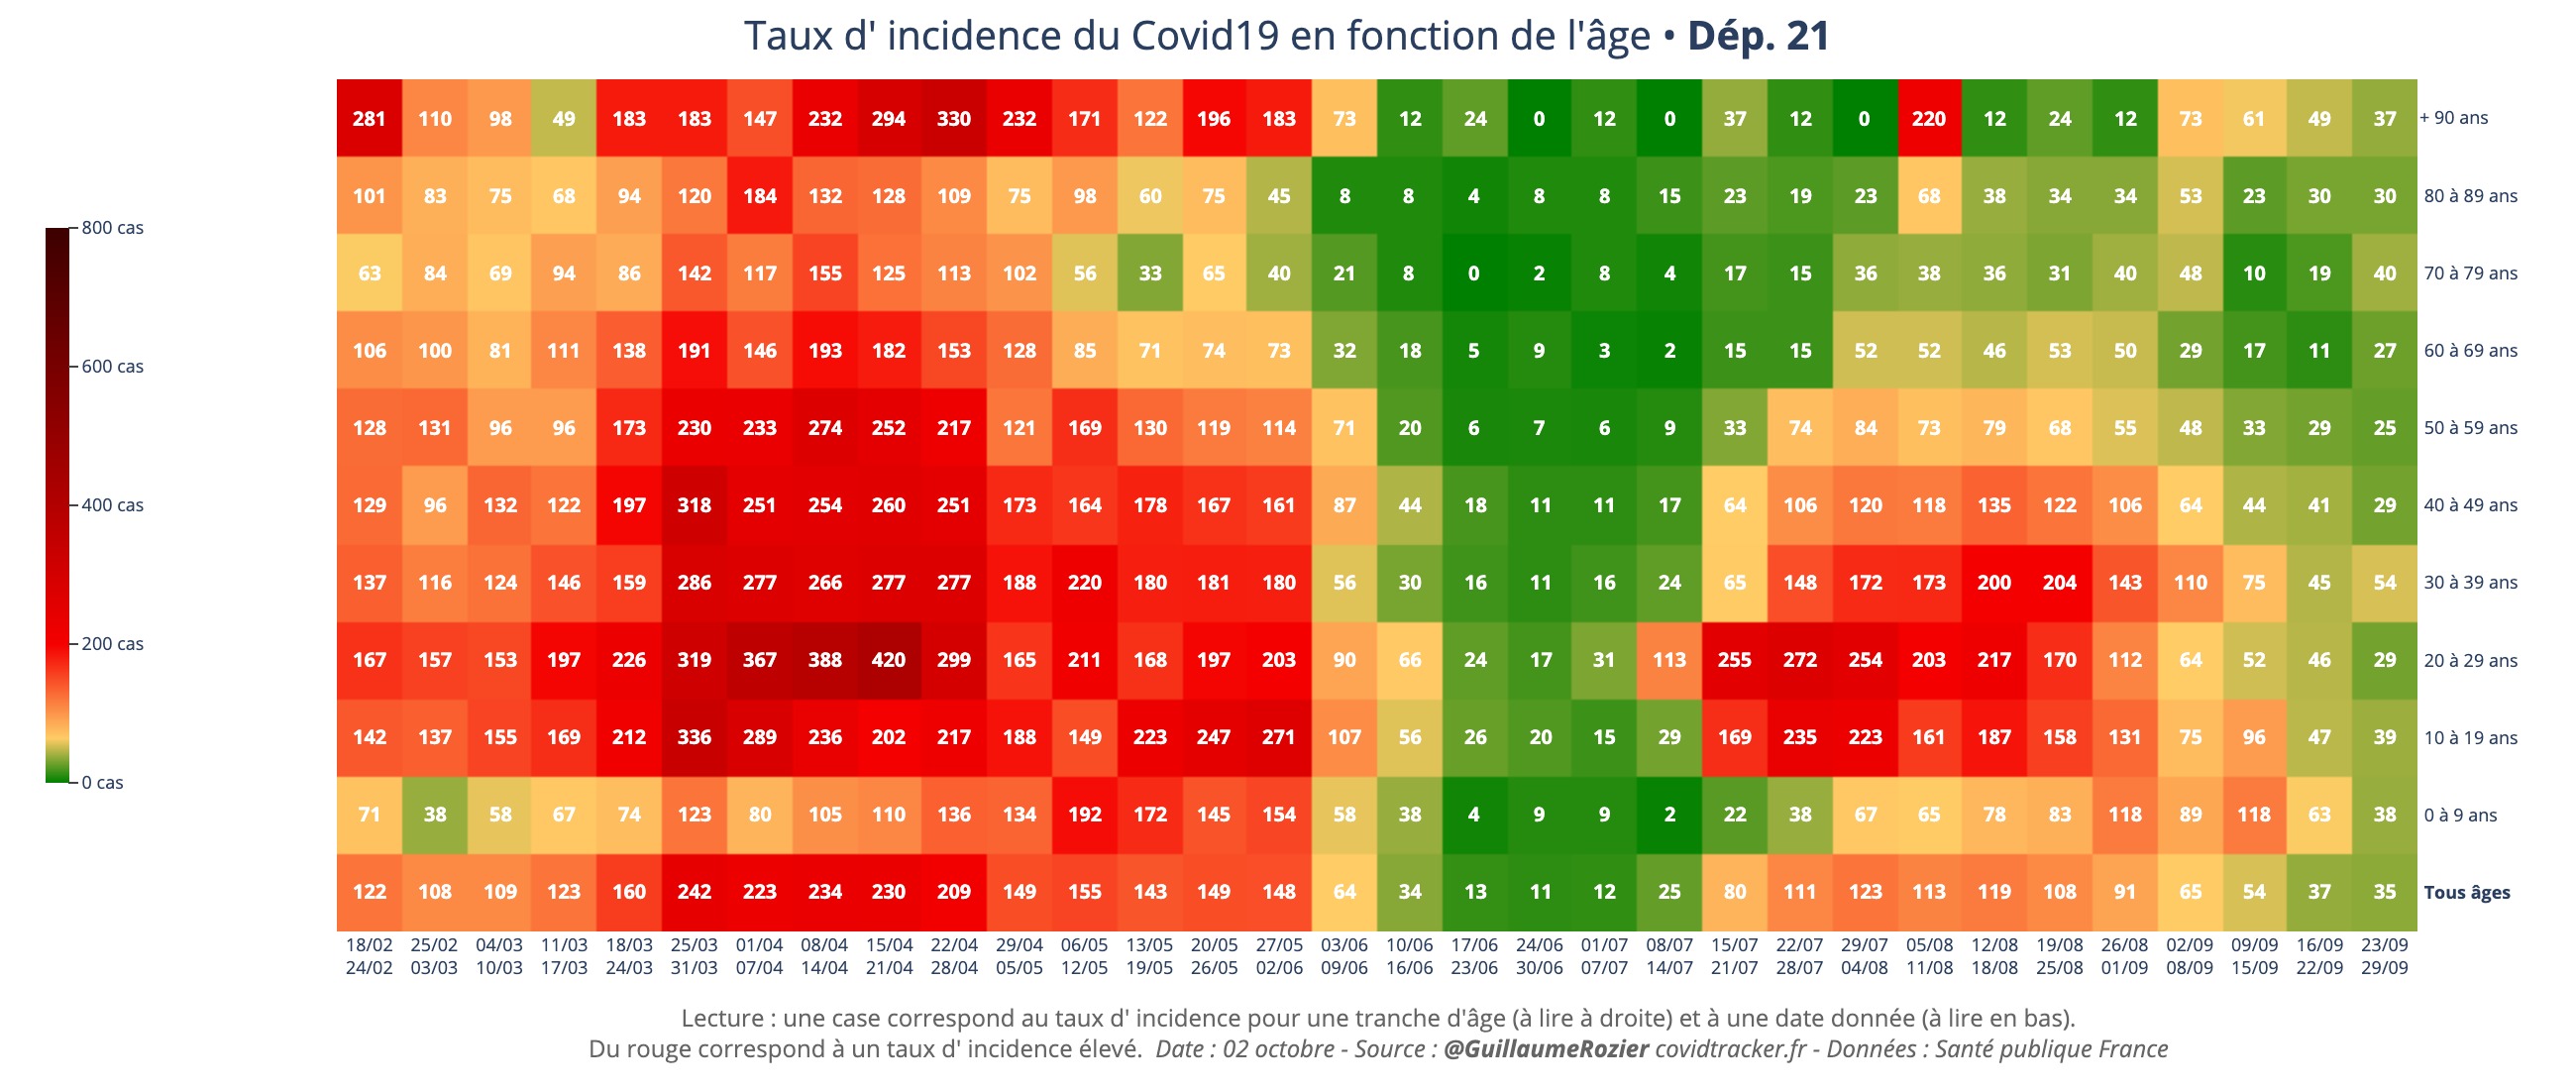 Taux d' incidence du Covid19 en fonction de l'âge • Dép. 21
800 cas
600 cas
400 cas
200 cas
0 cas
281 110 98 49 183 183 147 232 294 330 232 171 122 196 183 73 12 24 0 12 0 37 12 0 220 12 24 12 73 61 49 37 + 90 ans
101 83 75 68 94 120 184 132 128 109 75 98 60 75 45 8 8 4 8 8 15 23 19 23 68 38 34 34 53 23 30 30 80 à 89 ans
63 84 69 94 86 142 117 155 125 113 102 56 33 65 40 21 8 0 2 8 4 17 15 36 38 36 31 40 48 10 19 40 70 à 79 ans
106 100 81 111 138 191 146 193 182 153 128 85 71 74 73 32 18 5 9 3 2 15 15 52 52 46 53 50 29 17 11 27 60 à 69 ans
128 131 96 96 173 230 233 274 252 217 121 169 130 119 114 71 20 6 7 6 9 33 74 84 73 79 68 55 48 33 29 25 50 à 59 ans
129 96 132 122 197 318 251 254 260 251 173 164 178 167 161 87 44 18 11 11 17 64 106 120 118 135 122 106 64 44 41 29 40 à 49 ans
137 116 124 146 159 286 277 266 277 277 188 220 180 181 180 56 30 16 11 16 24 65 148 172 173 200 204 143 110 75 45 54 30 à 39 ans
167 157 153 197 226 319 367 388 420 299 165 211 168 197 203 90 66 24 17 31 113 255 272 254 203 217 170 112 64 52 46 29 20 à 29 ans
142 137 155 169 212 336 289 236 202 217 188 149 223 247 271 107 56 26 20 15 29 169 235 223 161 187 158 131 75 96 47 39 10 à 19 ans
71 38 58 67 74 123 80 105 110 136 134 192 172 145 154 58 38 4 9 9 2 22 38 67 65 78 83 118 89 118 63 38 0 à 9 ans
122 108 109 123 160 242 223 234 230 209 149 155 143 149 148 64 34 13 11 12 25 80 111 123 113 119 108 91 65 54 37 35 Tous âges
18/02 25/02 04/03 11/03 18/03 25/03 01/04 08/04 15/04 22/04 29/04 06/05 13/05 20/05 27/05 03/06 10/06 17/06 24/06 01/07 08/07 15/07 22/07 29/07 05/08 12/08 19/08 26/08 02/09 09/09 16/09 23/09
24/02 03/03 10/03 17/03 24/03 31/03 07/04 14/04 21/04 28/04 05/05 12/05 19/05 26/05 02/06 09/06 16/06 23/06 30/06 07/07 14/07 21/07 28/07 04/08 11/08 18/08 25/08 01/09 08/09 15/09 22/09 29/09
Lecture : une case correspond au taux d' incidence pour une tranche d'âge (à lire à droite) et à une date donnée (à lire en bas).
Du rouge correspond à un taux d' incidence élevé. Date : 02 octobre - Source : @GuillaumeRozier covidtracker.fr - Données : Santé publique France